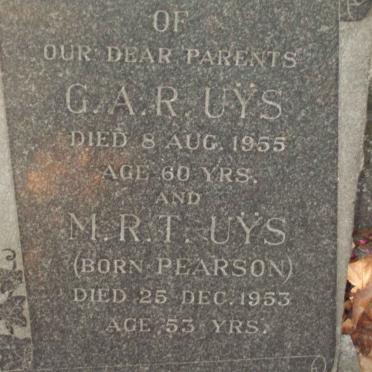 OF
OUR DEAR PARENTS
G.A.R. UYS
DIED 8 AUG. 1955
AGE 60 YRS.
AND
M.R.T. UYS
(BORN PEARSON)
DIED 25 DEC. 1953
AGE 53 YRS.